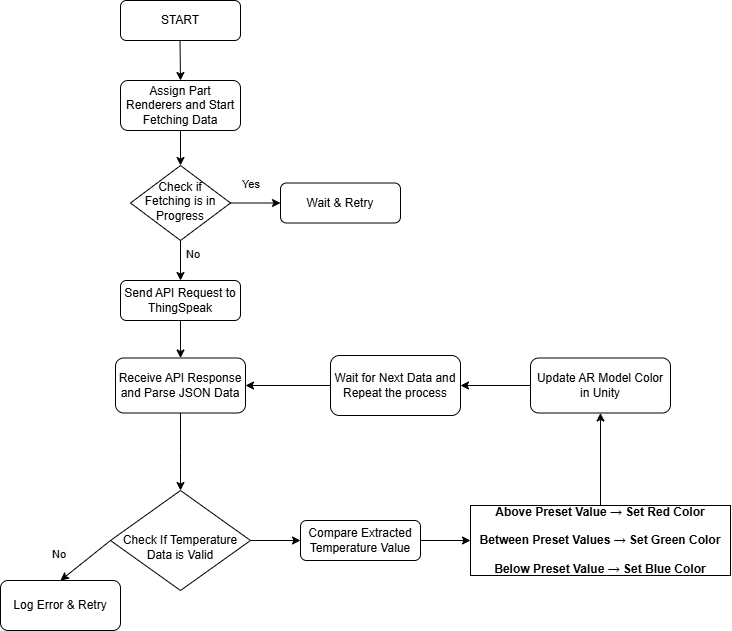 START
Assign Part
Renderers and Start
Fetching Data
Check if
Fetching is in
Progress
Yes
Wait & Retry
No
Send API Request to
ThingSpeak
Receive API Response
and Parse JSON Data
Wait for Next Data and
Repeat the process
Update AR Model Color
in Unity
Check If Temperature
Data is Valid
Compare Extracted
Temperature Value
Above Preset Value → Set Red Color
Between Preset Values → Set Green Color
Below Preset Value → Set Blue Color
No
Log Error & Retry